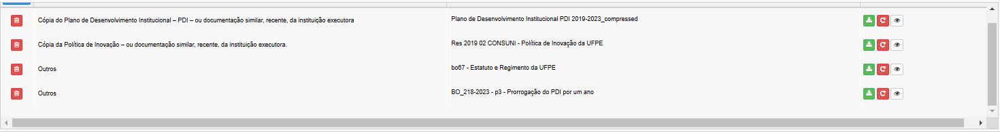 Cópia do Plano de Desenvolvimento Institucional – PDI – ou documentação similar, recente, da instituição executora
Plano de Desenvolvimento Institucional PDI 2019-2023_compressed
Cópia da Política de Inovação – ou documentação similar, recente, da instituição executora.
Res 2019 02 CONSUNI - Política de Inovação da UFPE
Outros
bo67 - Estatuto e Regimento da UFPE
Outros
BO_218-2023 - p3 - Prorrogação do PDI por um ano